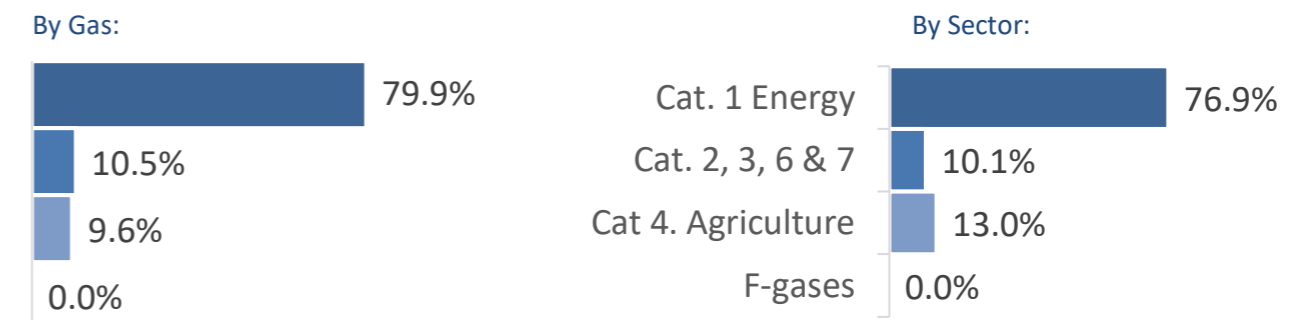 By Gas:
79.9%
10.5%
9.6%
0.0%
By Sector:
Cat. 1 Energy 76.9%
Cat. 2, 3, 6 & 7 10.1%
Cat 4. Agriculture 13.0%
F-gases 0.0%